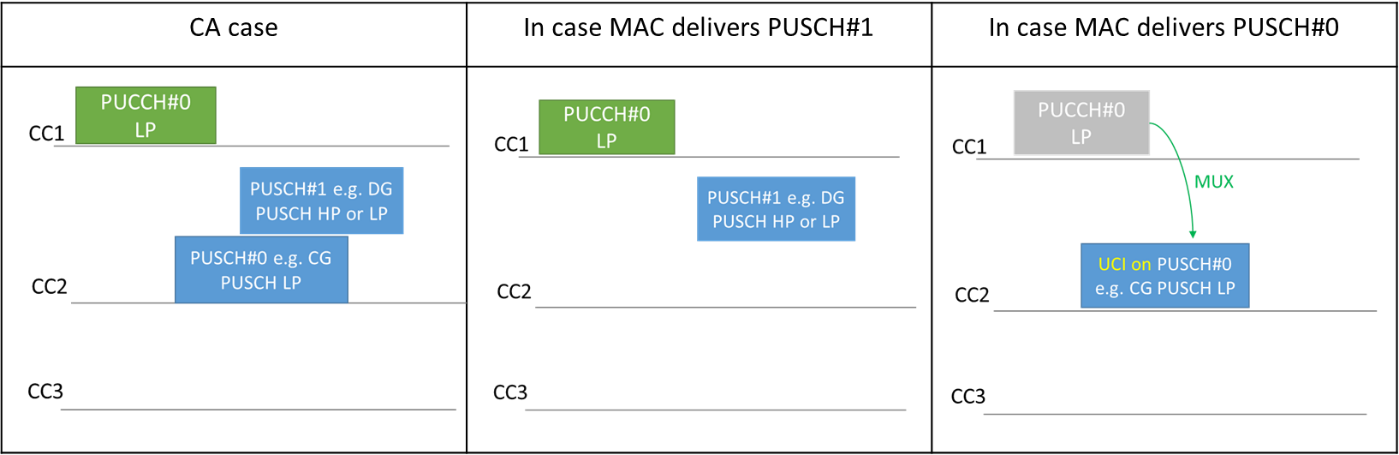 CA case
In case MAC delivers PUSCH#1
In case MAC delivers PUSCH#0
PUCCH#0
LP
CC1
PUSCH#1 e.g. DG
PUSCH HP or LP
PUSCH#0 e.g. CG
PUSCH LP
CC2
CC3
PUCCH#0
LP
CC1
PUSCH#1 e.g. DG
PUSCH HP or LP
CC2
CC3
PUCCH#0
LP
CC1
MUX
UCI on PUSCH#0
e.g. CG PUSCH LP
CC2
CC3